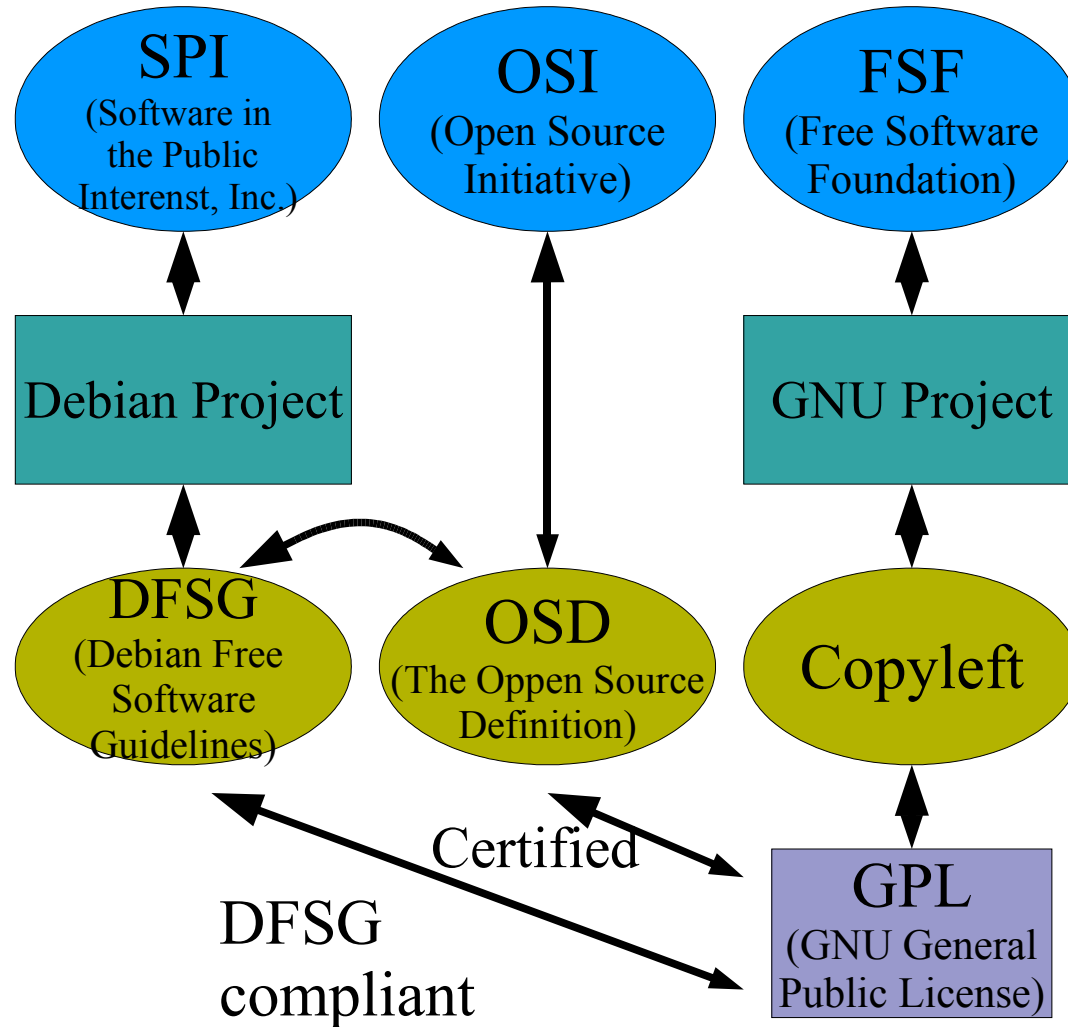 SPI
(Software in
the Public
Interenst, Inc.)
OSI
(Open Source
Initiative)
FSF
(Free Software
Foundation)
Debian Project
GNU Project
DFSG
(Debian Free
Software
Guidelines)
OSD
(The Oppen Source
Definition)
Copyleft
Certified
DFSG
compliant
GPL
(GNU General
Public License)